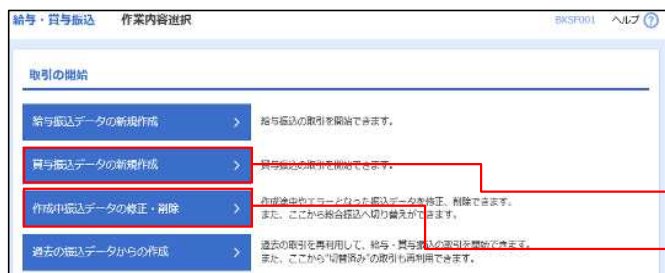 給与・賞与振込 作業内容選択 BKSF001 ヘルプ ?
取引の開始
給与振込データの新規作成 > 給与振込の取引を開始できます。
賞与振込データの新規作成 > 賞与振込の取引を開始できます。
作成中振込データの修正・削除 > 作成途中やエラーとなった振込データを修正、削除できます。
また、ここから総合振込へ切り替えができます。
過去の振込データからの作成 > 過去の取引を再利用して、給与・賞与振込の取引を開始できます。
また、ここから"切替済み"の取引も再利用できます。